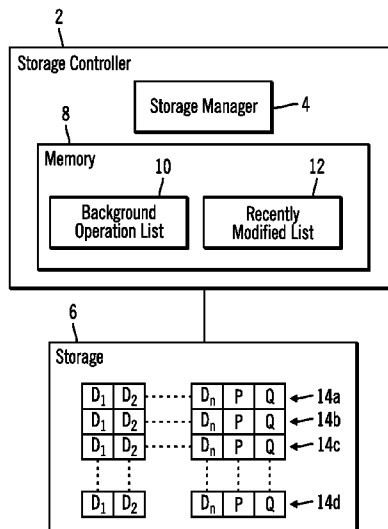 2
Storage Controller
Storage Manager
4
8
Memory
10
12
Background
Operation List
Recently
Modified List
6
Storage
D1 D2 Dn P Q 14a
D1 D2 Dn P Q 14b
D1 D2 Dn P Q 14c
D1 D2 Dn P Q 14d